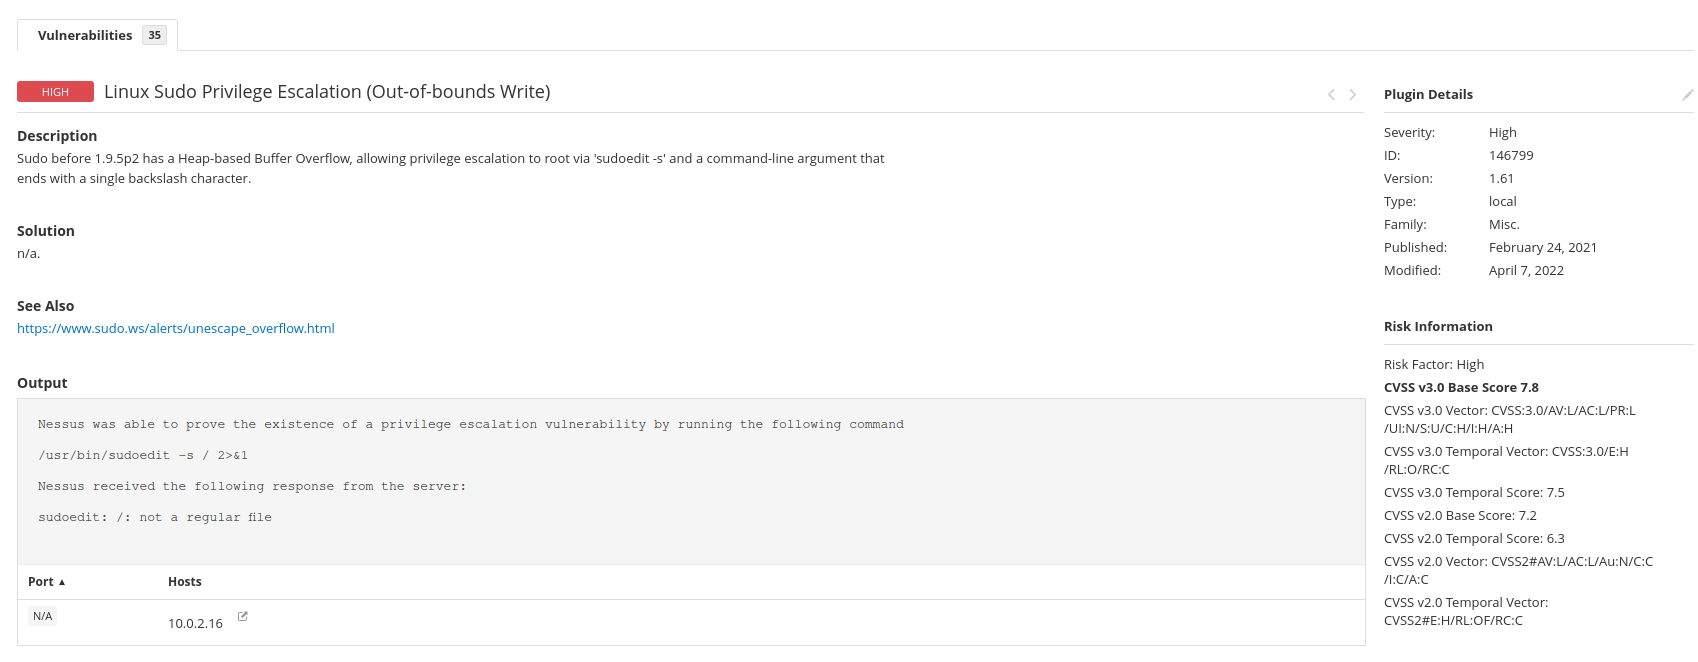 Vulnerabilities 35
HIGH Linux Sudo Privilege Escalation (Out-of-bounds Write)
Description
Sudo before 1.9.5p2 has a Heap-based Buffer Overflow, allowing privilege escalation to root via 'sudoedit -s' and a command-line argument that
ends with a single backslash character.
Solution
n/a.
See Also
https://www.sudo.ws/alerts/unescape_overflow.html
Output
Nessus was able to prove the existence of a privilege escalation vulnerability by running the following command
/usr/bin/sudoedit -s / 2>&1
Nessus received the following response from the server:
sudoedit: /: not a regular file
Port ▲ Hosts
N/A 10.0.2.16
Plugin Details
Severity: High
ID: 146799
Version: 1.61
Type: local
Family: Misc.
Published: February 24, 2021
Modified: April 7, 2022
Risk Information
Risk Factor: High
CVSS v3.0 Base Score 7.8
CVSS v3.0 Vector: CVSS:3.0/AV:L/AC:L/PR:L
/UI:N/S:U/C:H/I:H/A:H
CVSS v3.0 Temporal Vector: CVSS:3.0/E:H
/RL:O/RC:C
CVSS v3.0 Temporal Score: 7.5
CVSS v2.0 Base Score: 7.2
CVSS v2.0 Temporal Score: 6.3
CVSS v2.0 Vector: CVSS2#AV:L/AC:L/Au:N/C:C
/I:C/A:C
CVSS v2.0 Temporal Vector:
CVSS2#E:H/RL:OF/RC:C